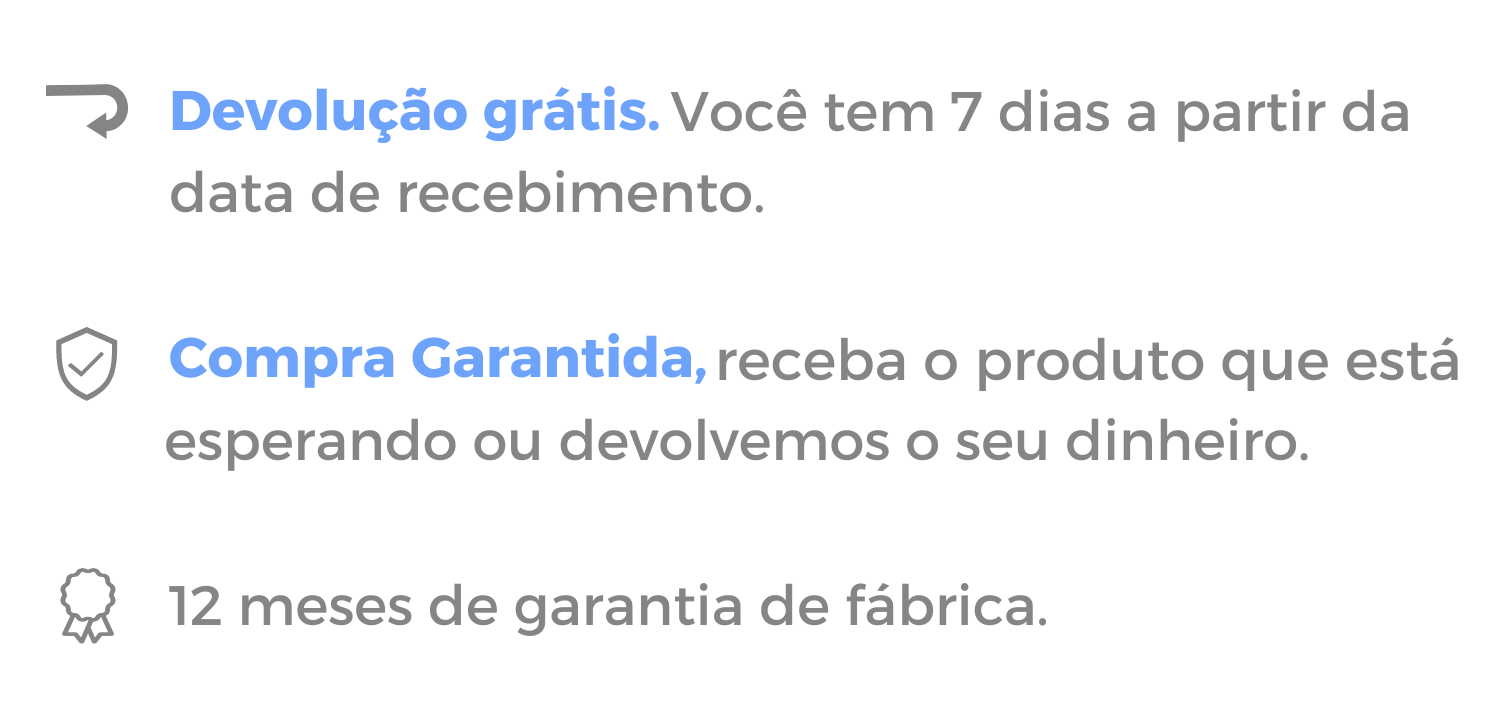 Devolução grátis. Você tem 7 dias a partir da
data de recebimento.
Compra Garantida, receba o produto que está
esperando ou devolvemos o seu dinheiro.
12 meses de garantia de fábrica.